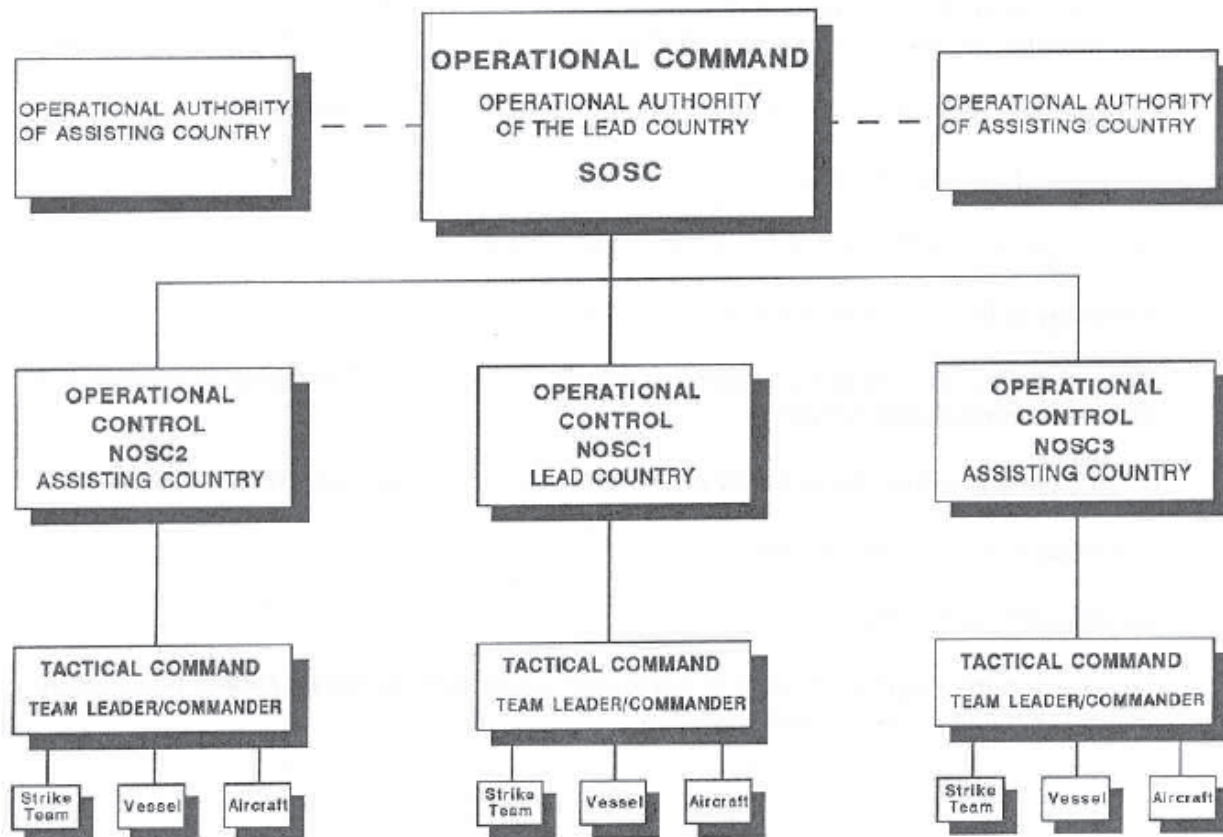 OPERATIONAL COMMAND
OPERATIONAL AUTHORITY
OF THE LEAD COUNTRY
SOSC
OPERATIONAL AUTHORITY
OF ASSISTING COUNTRY
OPERATIONAL AUTHORITY
OF ASSISTING COUNTRY
OPERATIONAL
CONTROL
NOSC2
ASSISTING COUNTRY
OPERATIONAL
CONTROL
NOSC1
LEAD COUNTRY
OPERATIONAL
CONTROL
NOSC3
ASSISTING COUNTRY
TACTICAL COMMAND
TEAM LEADER/COMMANDER
TACTICAL COMMAND
TEAM LEADER/COMMANDER
TACTICAL COMMAND
TEAM LEADER/COMMANDER
Strike
Team
Vessel
Aircraft
Strike
Team
Vessel
Aircraft
Strike
Team
Vessel
Aircraft